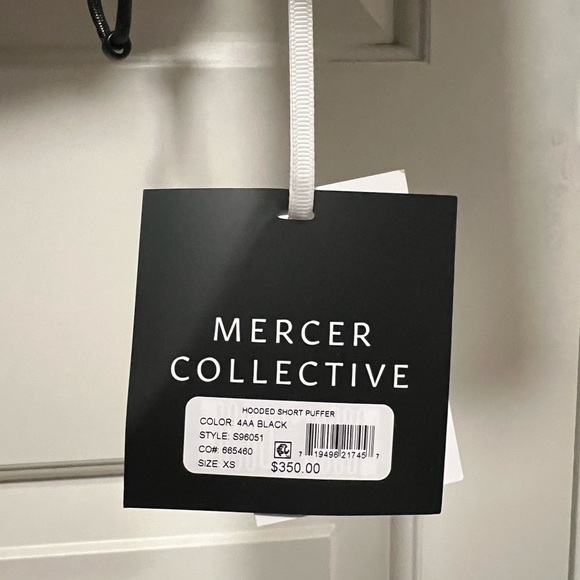 MERCER
COLLECTIVE
HOODED SHORT PUFFER
COLOR: 4AA BLACK
STYLE: S96051
CO#: 665460
SIZE: XS
$350.00
7 19496 21745 7